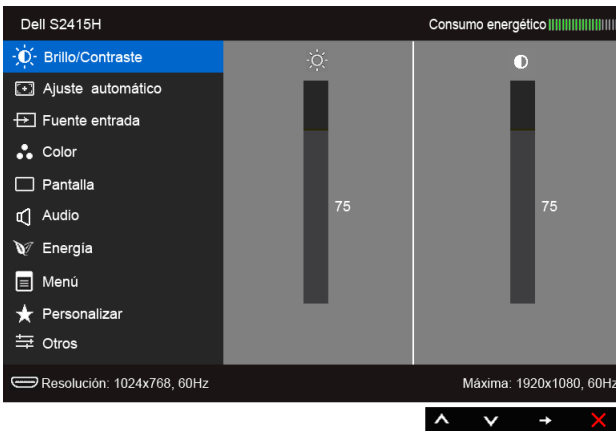 Dell S2415H
Consumo energético
Brillo/Contraste
Ajuste automático
Fuente entrada
Color
Pantalla
Audio
Energía
Menú
Personalizar
Otros
75
75
Resolución: 1024x768, 60Hz
Máxima: 1920x1080, 60Hz